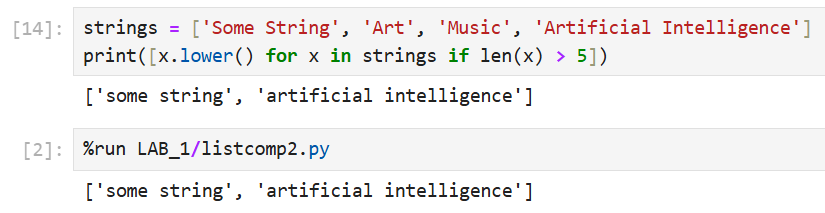 [14]: strings = ['Some String', 'Art', 'Music', 'Artificial Intelligence']
print([x.lower() for x in strings if len(x) > 5])
['some string', 'artificial intelligence']
[2]: %run LAB_1/listcomp2.py
['some string', 'artificial intelligence']